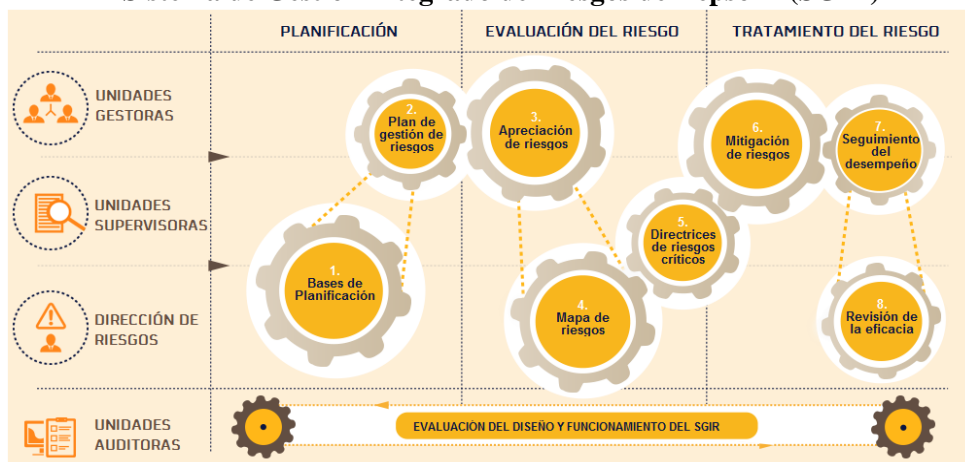 PLANIFICACIÓN
EVALUACIÓN DEL RIESGO
TRATAMIENTO DEL RIESGO
UNIDADES
GESTORAS
2.
Plan de
gestión de
riesgos
3.
Apreciación
de riesgos
6.
Mitigación
de riesgos
7.
Seguimiento
del
desempeño
UNIDADES
SUPERVISORAS
5.
Directrices
de riesgos
críticos
1.
Bases de
Planificación
DIRECCIÓN DE
RIESGOS
4.
Mapa de
riesgos
8.
Revisión de
la eficacia
UNIDADES
AUDITORAS
EVALUACIÓN DEL DISEÑO Y FUNCIONAMIENTO DEL SGIR